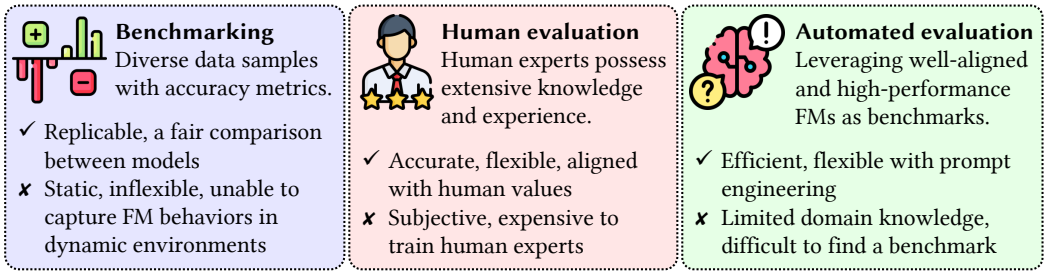 Benchmarking
Diverse data samples
with accuracy metrics.
✓ Replicable, a fair comparison
between models
✘ Static, inflexible, unable to
capture FM behaviors in
dynamic environments
Human evaluation
Human experts possess
extensive knowledge
and experience.
✓ Accurate, flexible, aligned
with human values
✘ Subjective, expensive to
train human experts
Automated evaluation
Leveraging well-aligned
and high-performance
FMs as benchmarks.
✓ Efficient, flexible with prompt
engineering
✘ Limited domain knowledge,
difficult to find a benchmark